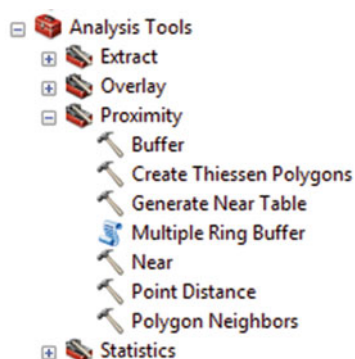 Analysis Tools
Extract
Overlay
Proximity
Buffer
Create Thiessen Polygons
Generate Near Table
Multiple Ring Buffer
Near
Point Distance
Polygon Neighbors
Statistics